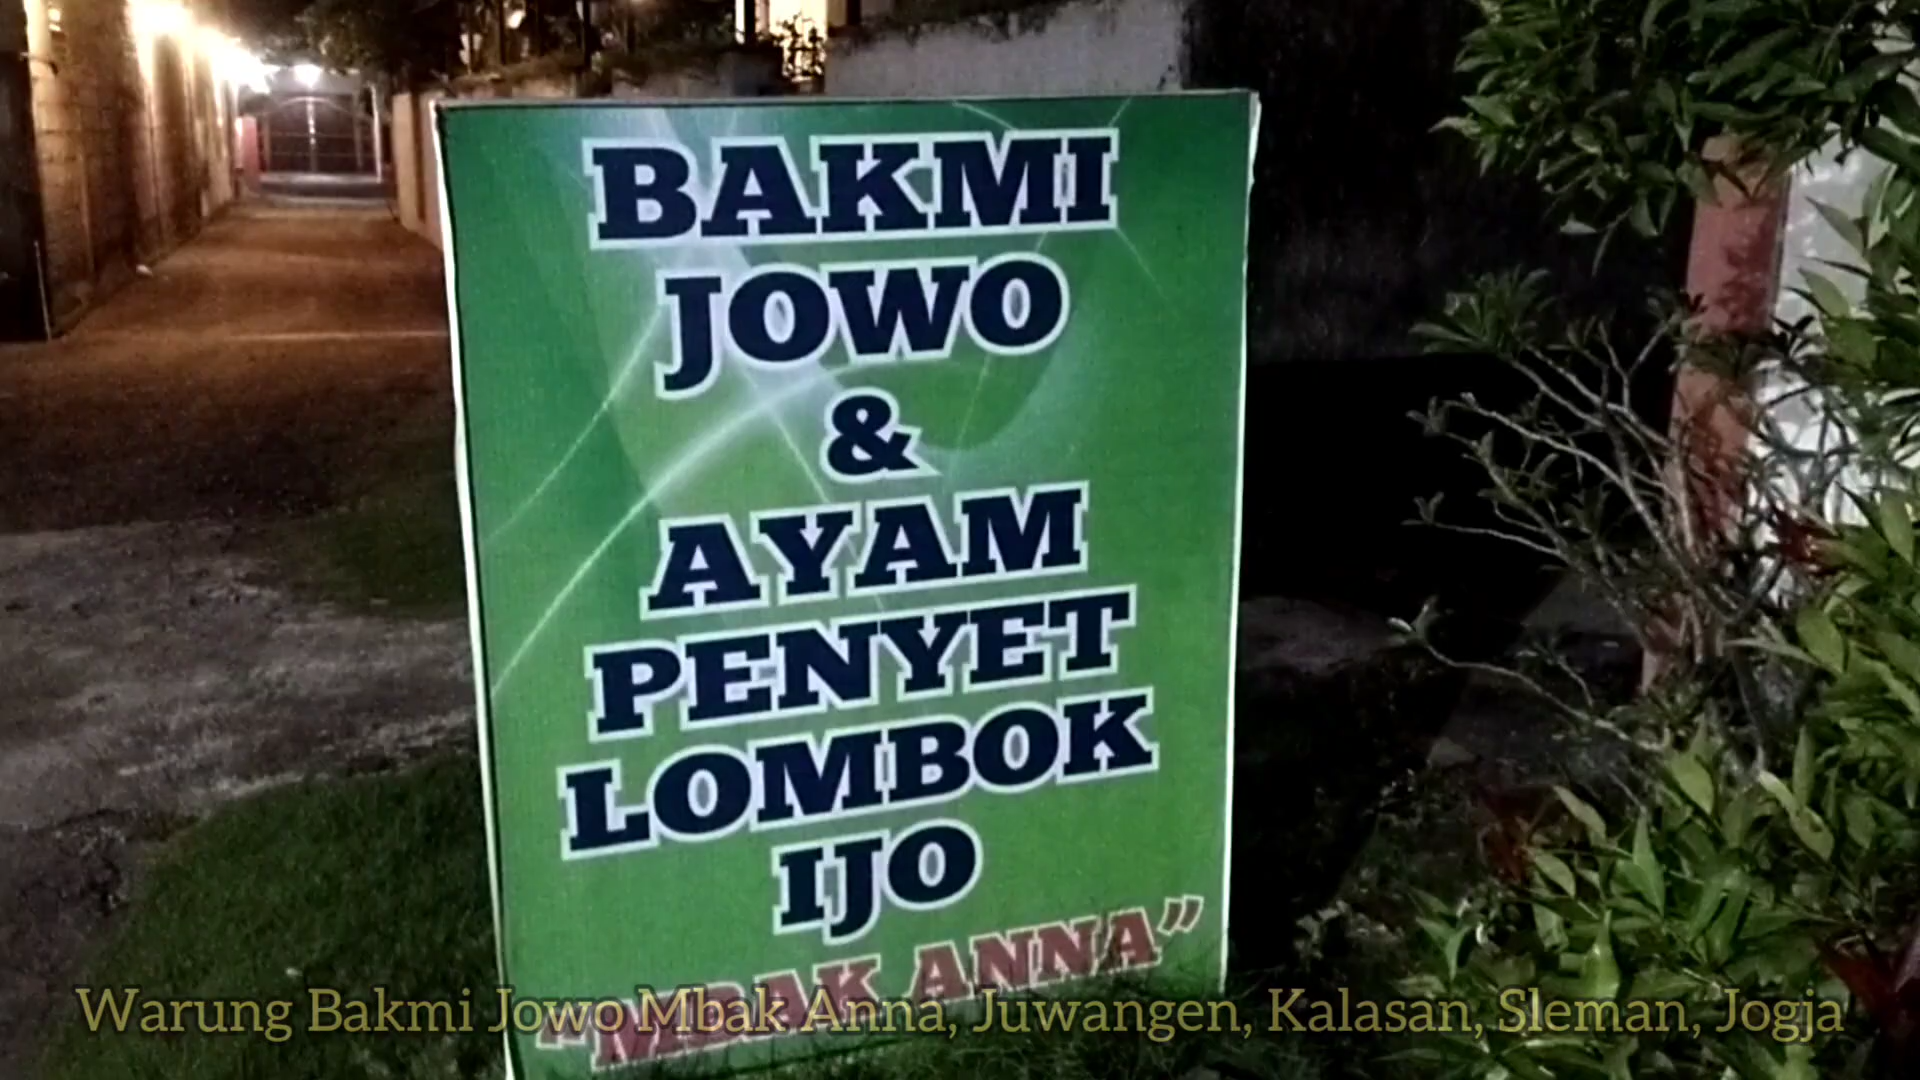 BAKMI
JOWO
&
AYAM
PENYET
LOMBOK
IJO
"MBAK ANNA"
Warung Bakmi Jowo Mbak Anna, Juwangen, Kalasan, Sleman, Jogja